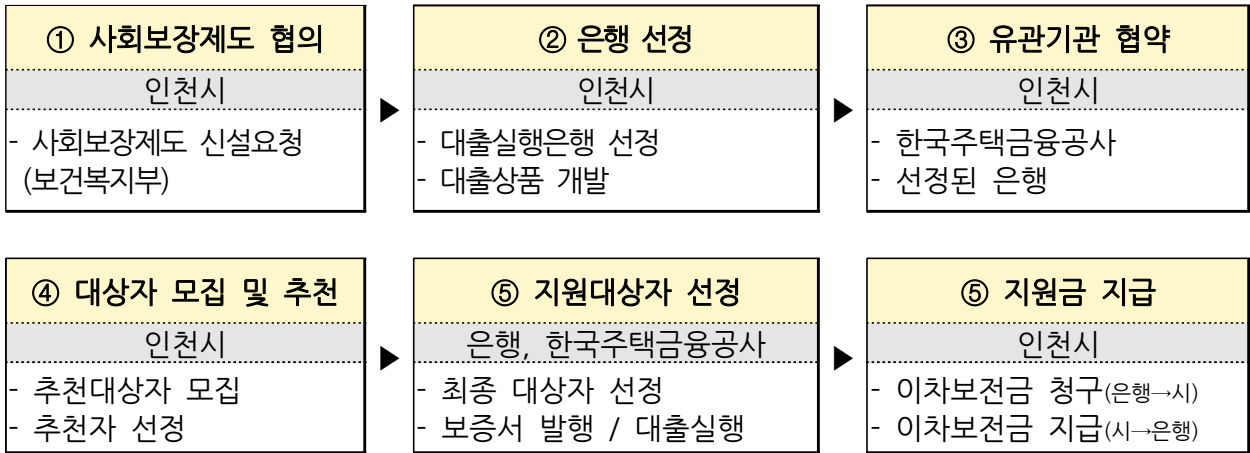 ① 사회보장제도 협의
인천시
- 사회보장제도 신설요청
(보건복지부)
▶
② 은행 선정
인천시
- 대출실행은행 선정
- 대출상품 개발
▶
③ 유관기관 협약
인천시
- 한국주택금융공사
- 선정된 은행
④ 대상자 모집 및 추천
인천시
- 추천대상자 모집
- 추천자 선정
▶
⑤ 지원대상자 선정
은행, 한국주택금융공사
- 최종 대상자 선정
- 보증서 발행 / 대출실행
▶
⑤ 지원금 지급
인천시
- 이차보전금 청구(은행→시)
- 이차보전금 지급(시→은행)